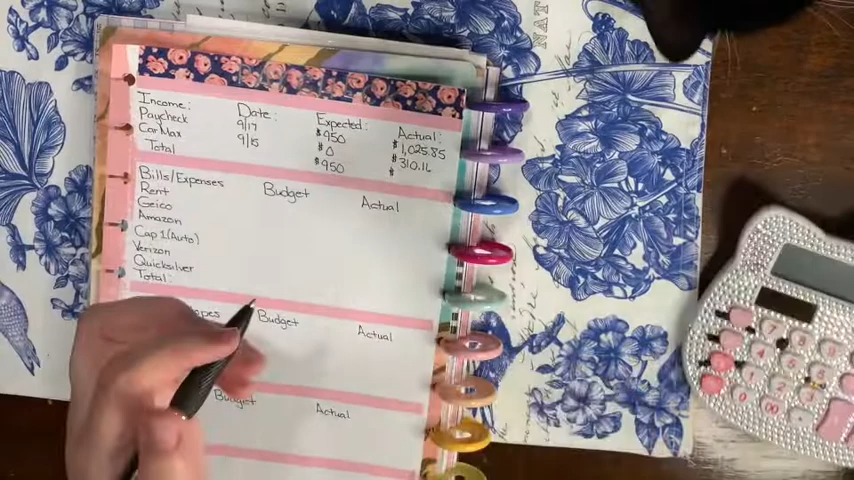 Income: Date: Expected: Actual:
Paycheck 9/17 $950 $1,025.85
CarMax 9/15 $0 $310.16
Total: $950 $
Bills/Expenses Budget Actual
Rent
Geico
Amazon
Cap 1 (Auto)
Verizon
Quicksilver
Total:
Budget Actual
Budget Actual